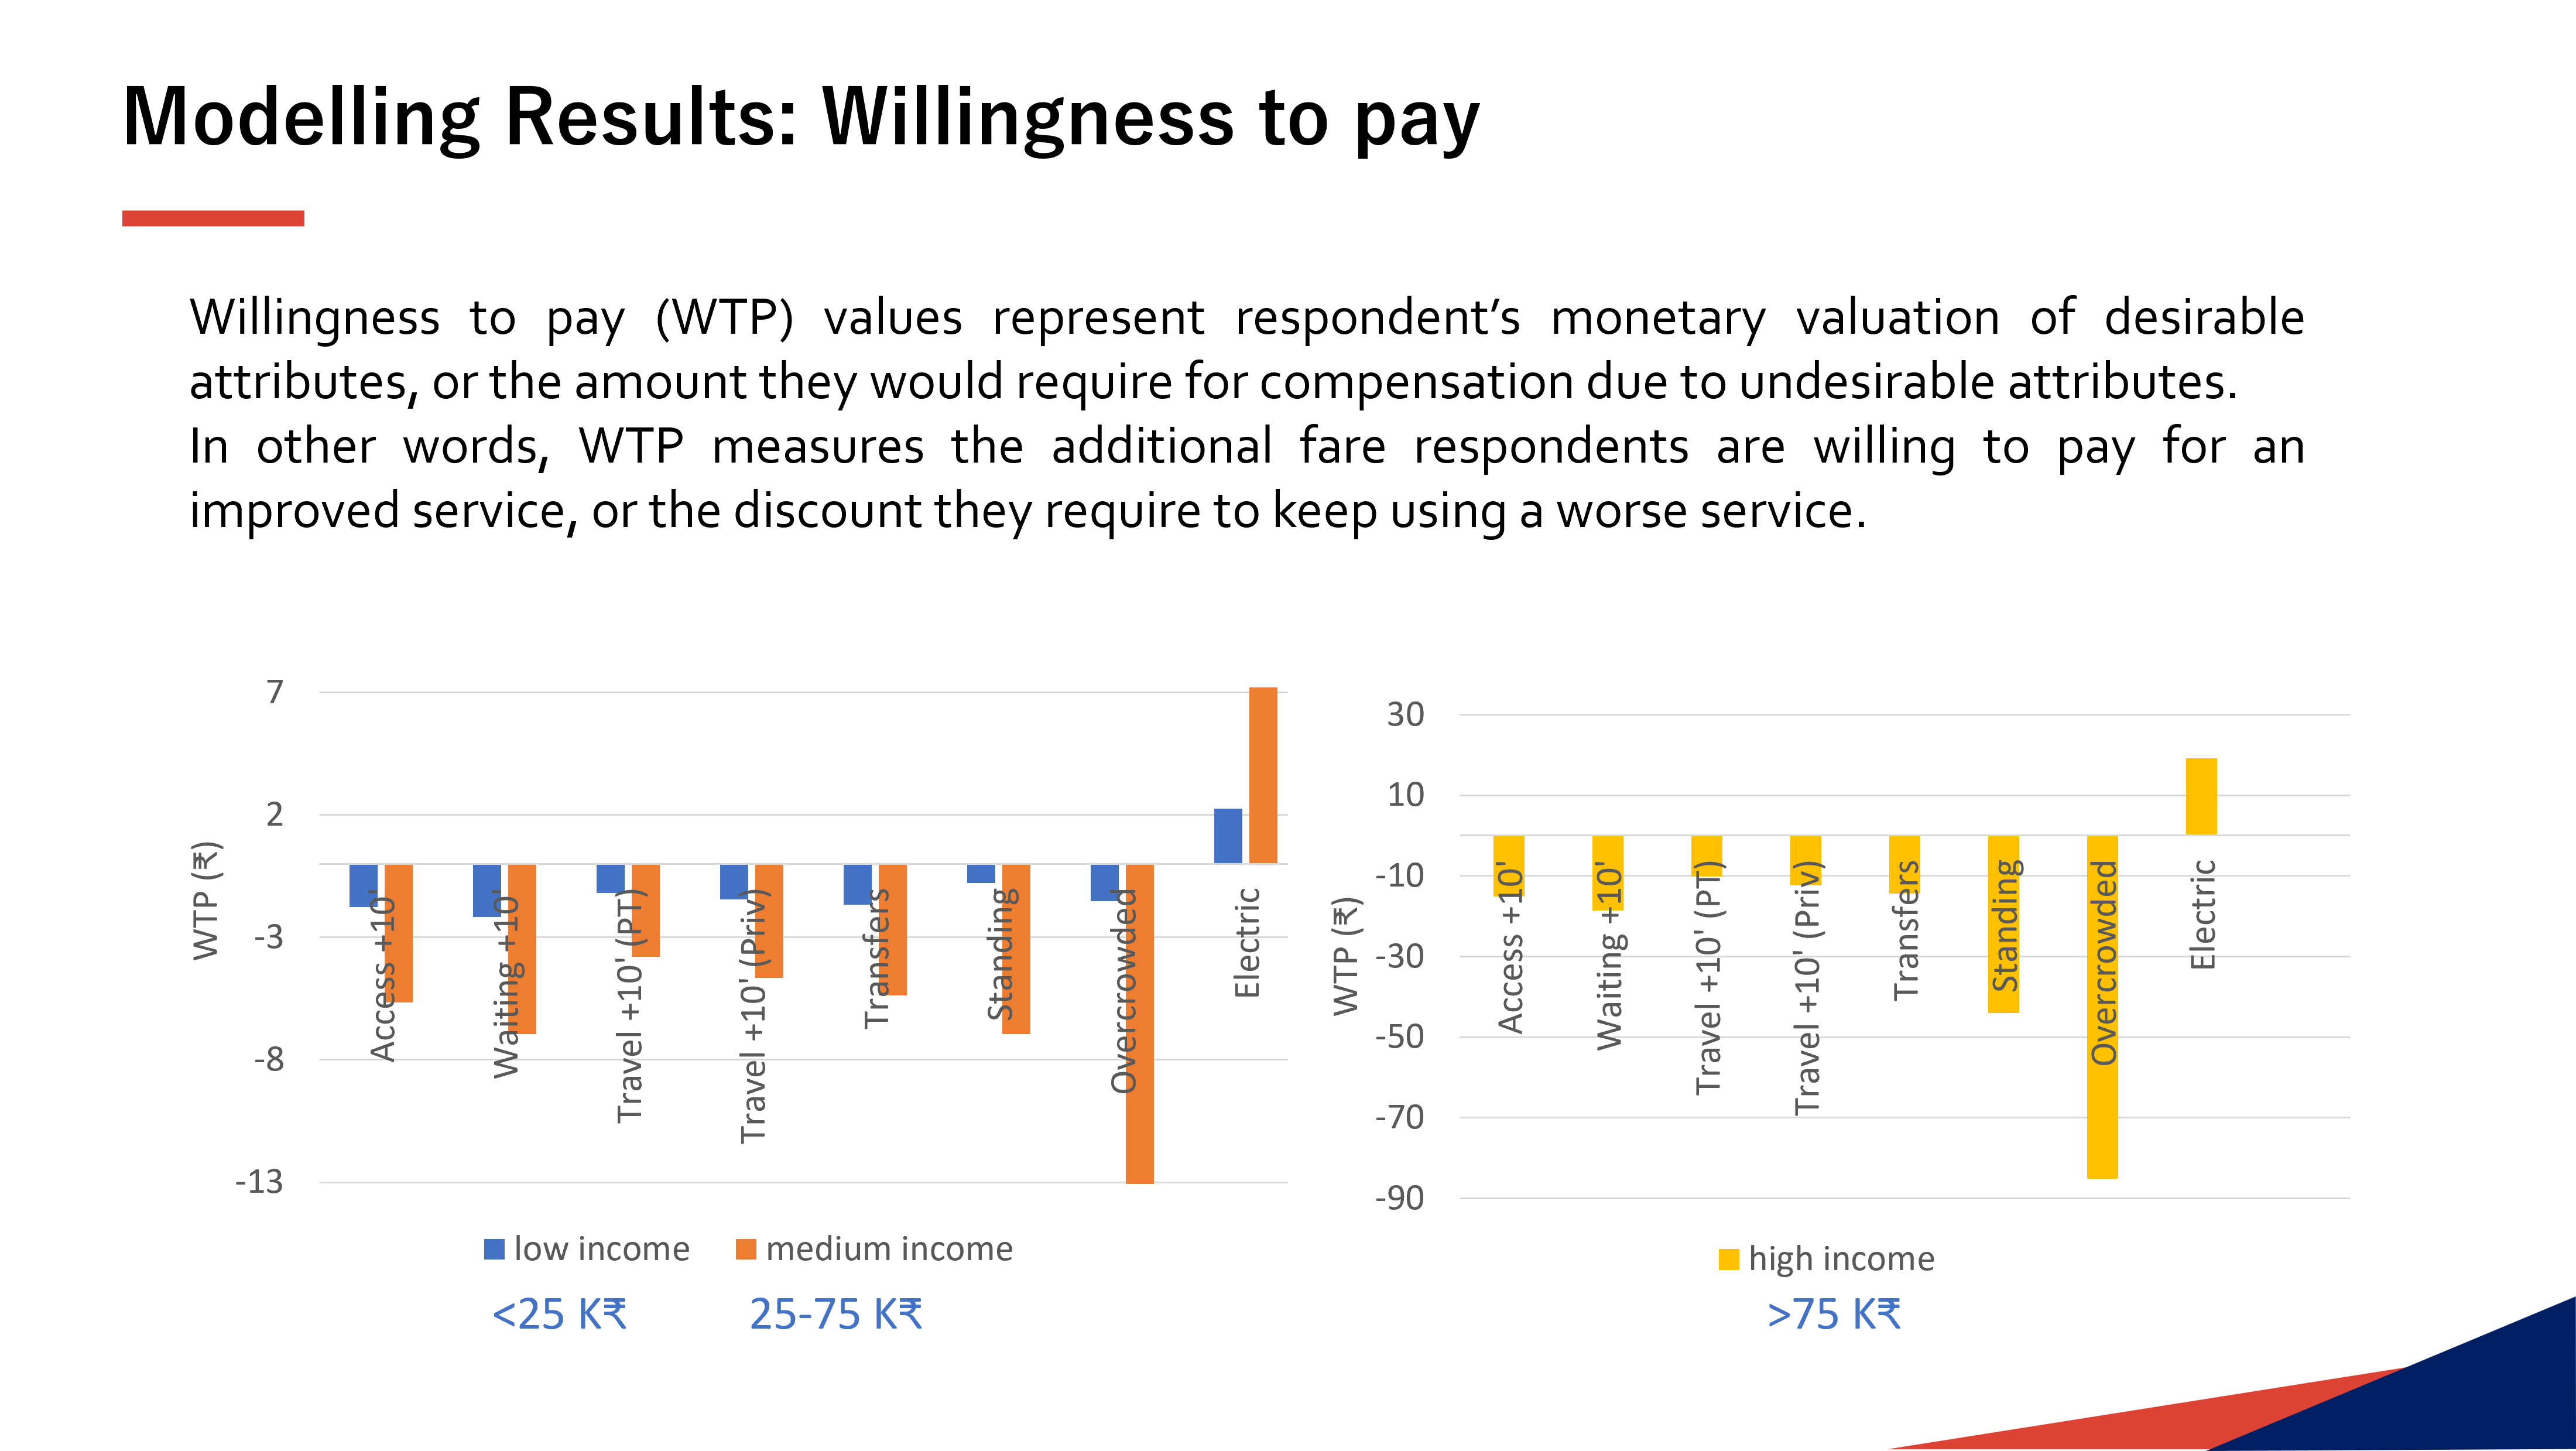 Modelling Results: Willingness to pay
Willingness to pay (WTP) values represent respondent’s monetary valuation of desirable
attributes, or the amount they would require for compensation due to undesirable attributes.
In other words, WTP measures the additional fare respondents are willing to pay for an
improved service, or the discount they require to keep using a worse service.
7
2
-3
-8
-13
WTP (₹)
Access +10'
Waiting +10'
Travel +10' (PT)
Travel +10' (Priv)
Transfers
Standing
Overcrowded
Electric
low income
medium income
<25 K₹
25-75 K₹
30
10
-10
-30
-50
-70
-90
WTP (₹)
Access +10'
Waiting +10'
Travel +10' (PT)
Travel +10' (Priv)
Transfers
Standing
Overcrowded
Electric
high income
>75 K₹